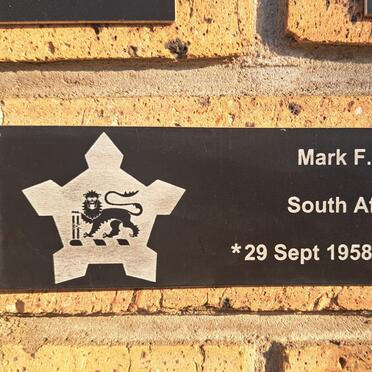 Mark F.
South Af
*29 Sept 1958